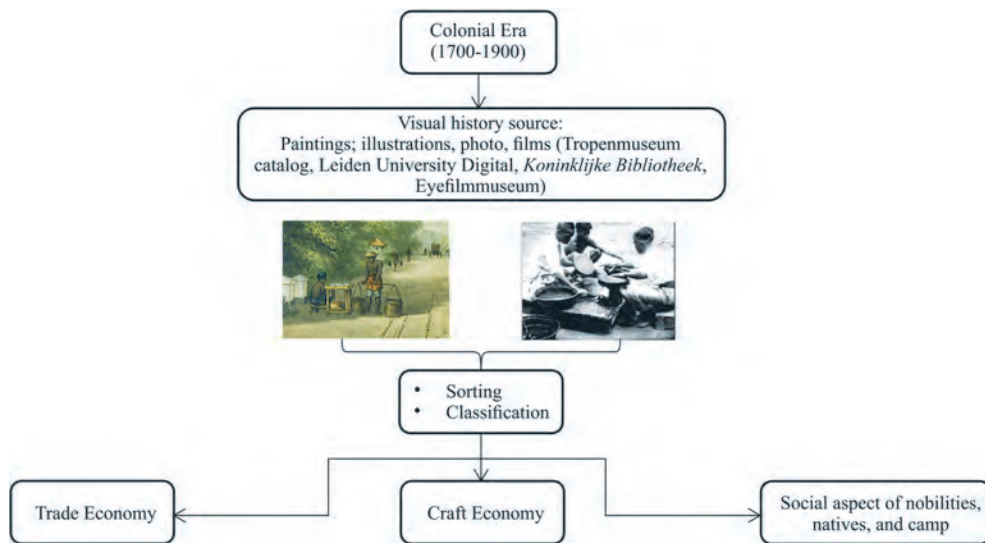 Colonial Era
(1700-1900)
Visual history source:
Paintings; illustrations, photo, films (Tropenmuseum
catalog, Leiden University Digital, Koninklijke Bibliotheek,
Eyefilmmuseum)
• Sorting
• Classification
Trade Economy
Craft Economy
Social aspect of nobilities,
natives, and camp